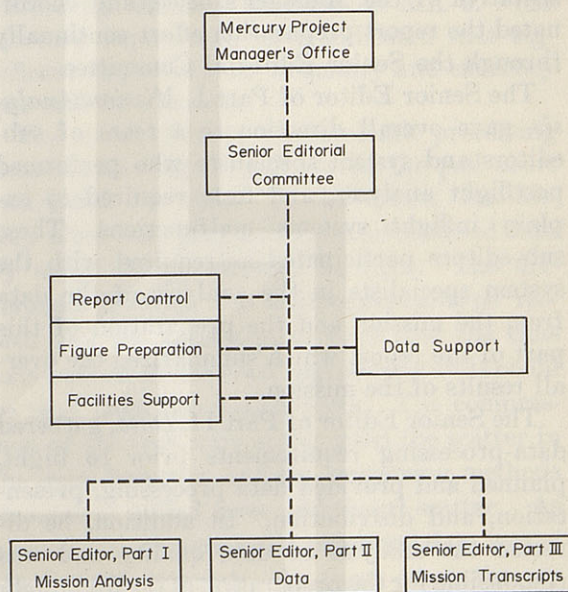 Mercury Project
Manager's Office
Senior Editorial
Committee
Report Control
Figure Preparation
Facilities Support
Data Support
Senior Editor, Part I
Mission Analysis
Senior Editor, Part II
Data
Senior Editor, Part III
Mission Transcripts